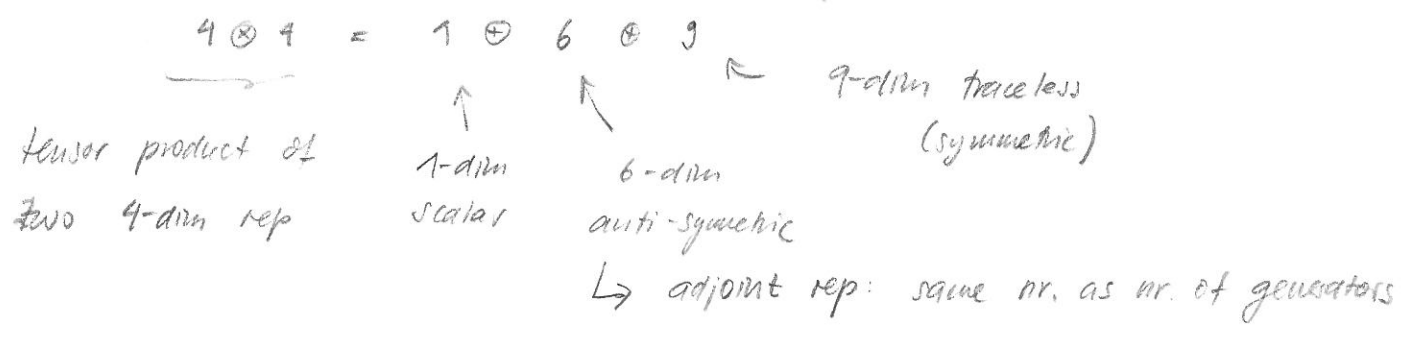 4 ⊗ 4 = 1 ⊕ 6 ⊕ 9
9-dim traceless
(symmetric)
tensor product of
two 4-dim rep
1-dim
scalar
6-dim
anti-symmetric
↳ adjoint rep: same nr. as nr. of generators